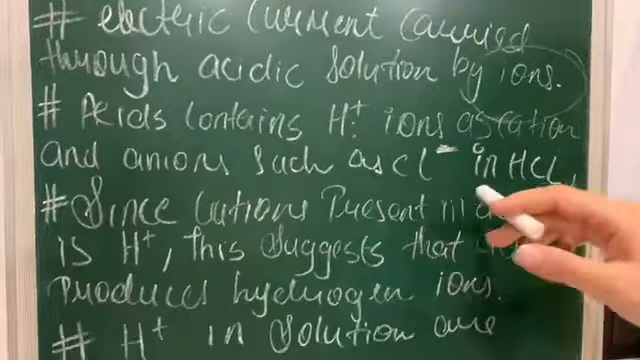 # electric current carried
through acidic solution by ions.
# Acids contains H⁺ ions as cation
and anions such as Cl⁻ in HCl,
# Since cations Present in
is H⁺, this suggests that
Produces hydrogen ions.
# H⁺ in solution are